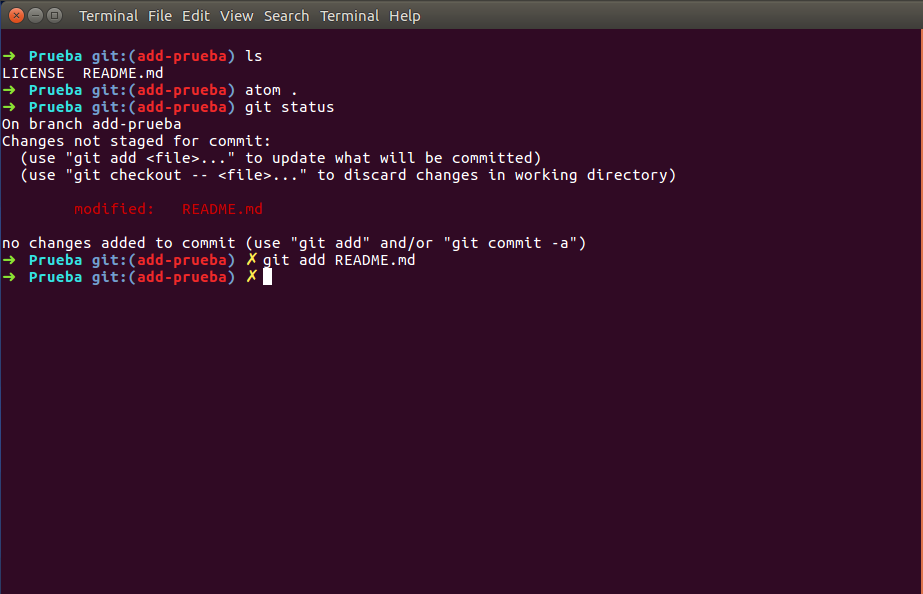 Terminal File Edit View Search Terminal Help
➜ Prueba git:(add-prueba) ls
LICENSE README.md
➜ Prueba git:(add-prueba) atom .
➜ Prueba git:(add-prueba) git status
On branch add-prueba
Changes not staged for commit:
(use "git add <file>..." to update what will be committed)
(use "git checkout -- <file>..." to discard changes in working directory)
modified: README.md
no changes added to commit (use "git add" and/or "git commit -a")
➜ Prueba git:(add-prueba) ✗ git add README.md
➜ Prueba git:(add-prueba) ✗